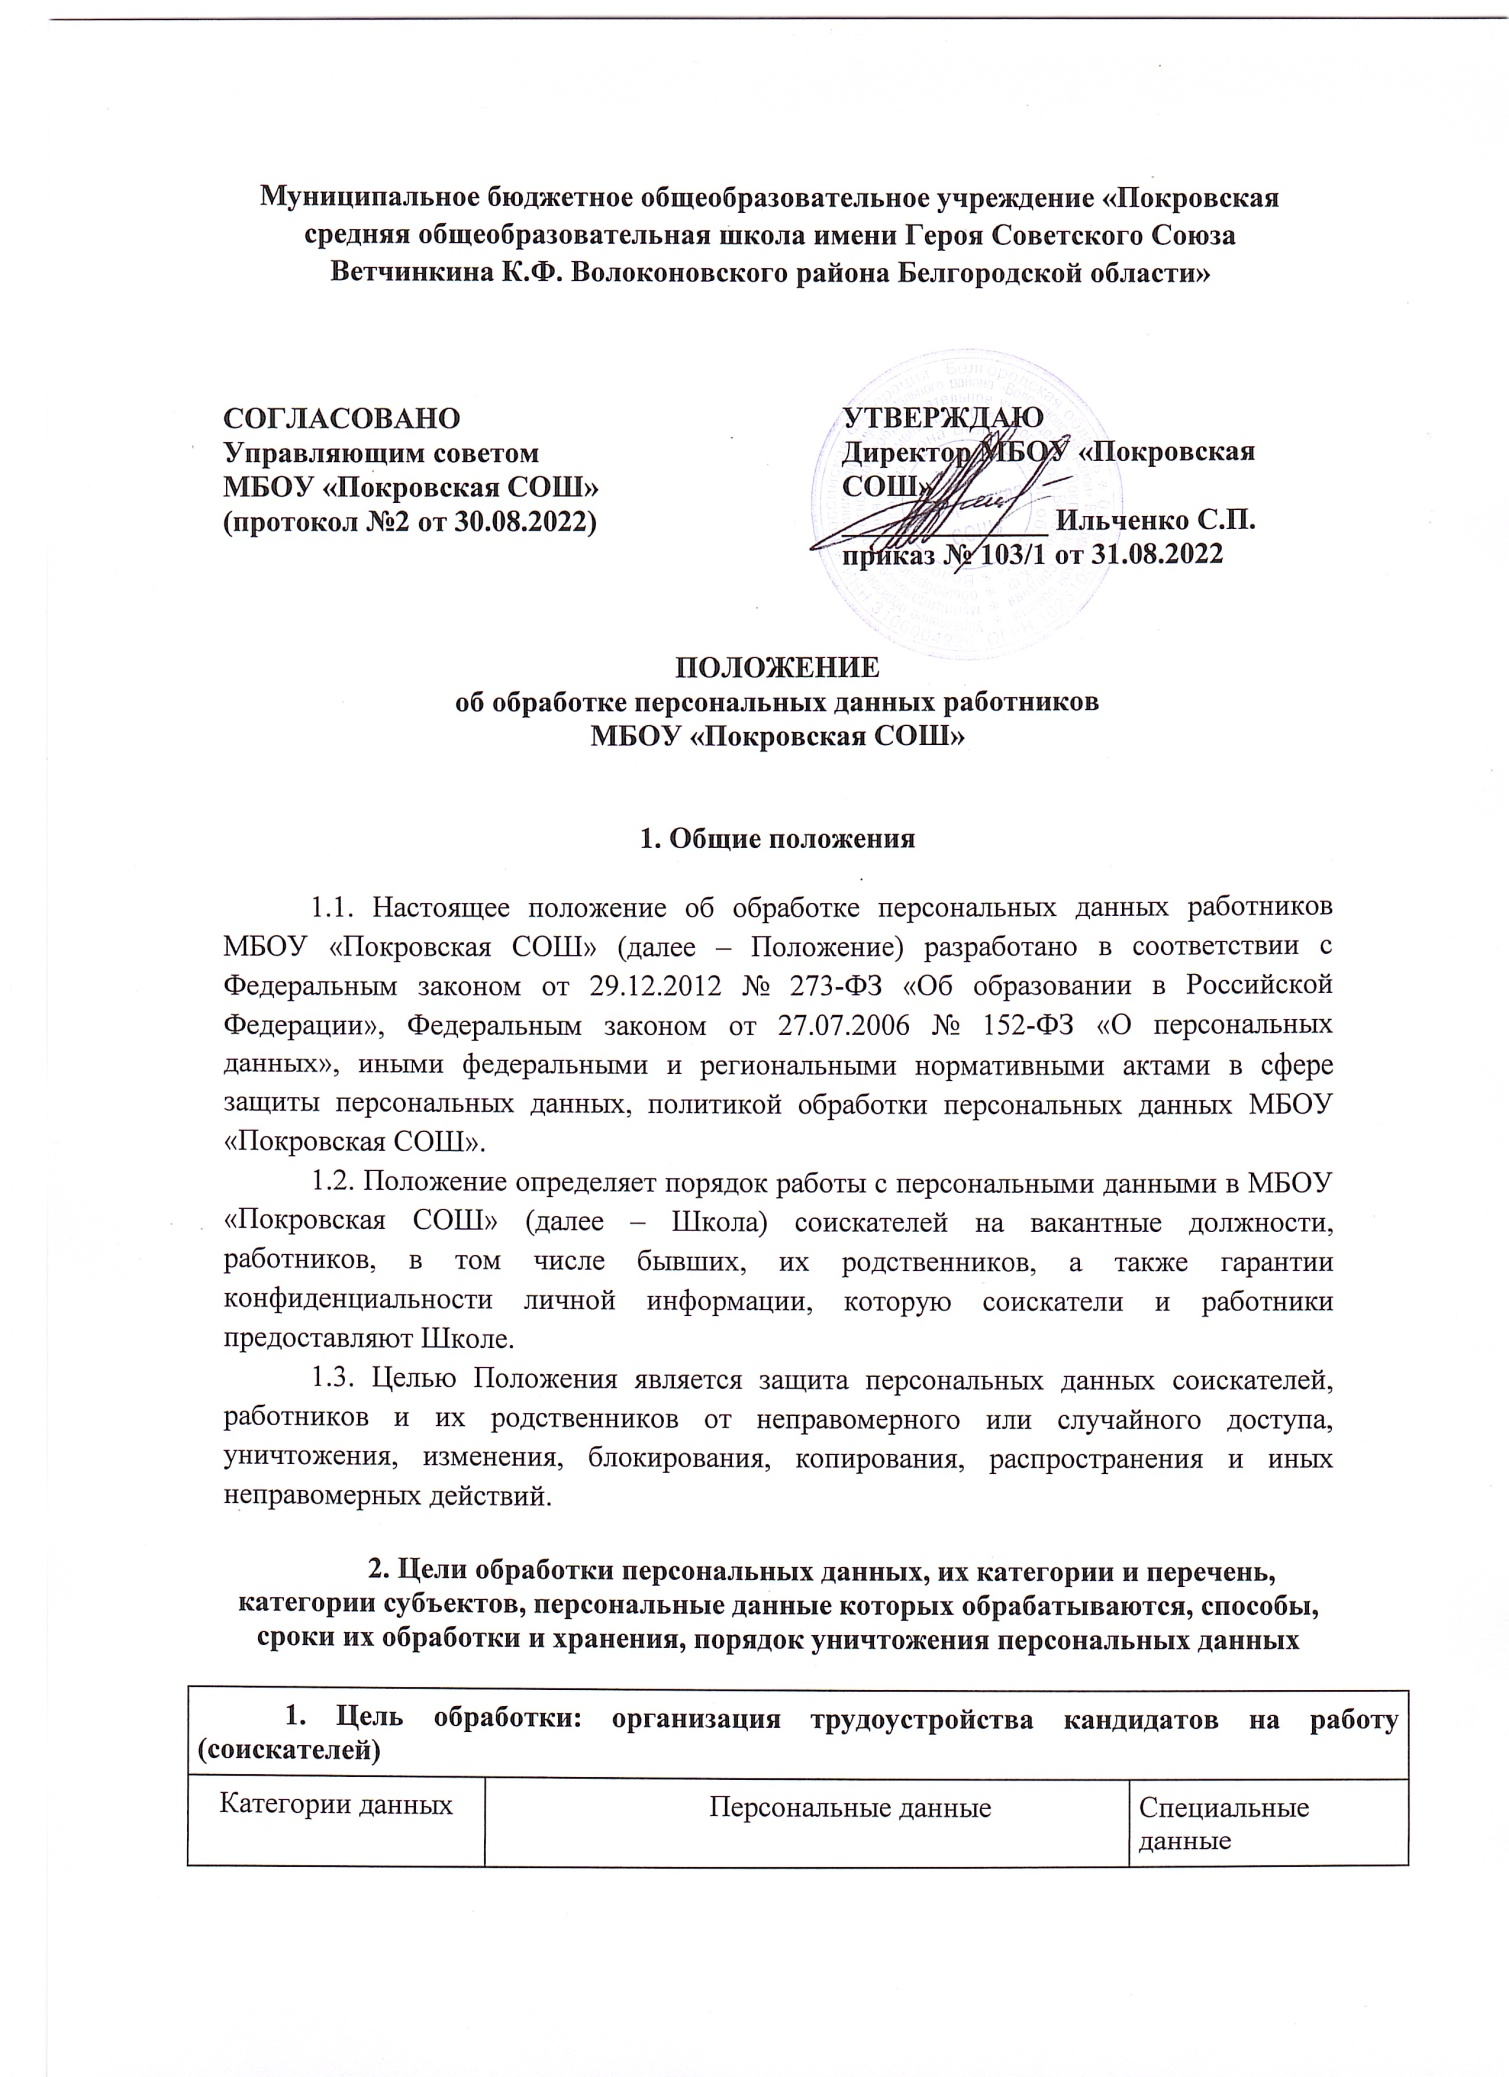 Муниципальное бюджетное общеобразовательное учреждение «Покровская
средняя общеобразовательная школа имени Героя Советского Союза
Ветчинкина К.Ф. Волоконовского района Белгородской области»
СОГЛАСОВАНО
Управляющим советом
МБОУ «Покровская СОШ»
(протокол №2 от 30.08.2022)
УТВЕРЖДАЮ
Директор МБОУ «Покровская
СОШ»
______________ Ильченко С.П.
приказ № 103/1 от 31.08.2022
ПОЛОЖЕНИЕ
об обработке персональных данных работников
МБОУ «Покровская СОШ»
1. Общие положения
1.1. Настоящее положение об обработке персональных данных работников
МБОУ «Покровская СОШ» (далее – Положение) разработано в соответствии с
Федеральным законом от 29.12.2012 № 273-ФЗ «Об образовании в Российской
Федерации», Федеральным законом от 27.07.2006 № 152-ФЗ «О персональных
данных», иными федеральными и региональными нормативными актами в сфере
защиты персональных данных, политикой обработки персональных данных МБОУ
«Покровская СОШ».
1.2. Положение определяет порядок работы с персональными данными в МБОУ
«Покровская СОШ» (далее – Школа) соискателей на вакантные должности,
работников, в том числе бывших, их родственников, а также гарантии
конфиденциальности личной информации, которую соискатели и работники
предоставляют Школе.
1.3. Целью Положения является защита персональных данных соискателей,
работников и их родственников от неправомерного или случайного доступа,
уничтожения, изменения, блокирования, копирования, распространения и иных
неправомерных действий.
2. Цели обработки персональных данных, их категории и перечень,
категории субъектов, персональные данные которых обрабатываются, способы,
сроки их обработки и хранения, порядок уничтожения персональных данных
1. Цель обработки: организация трудоустройства кандидатов на работу
(соискателей)
Категории данных
Персональные данные
Специальные
данные